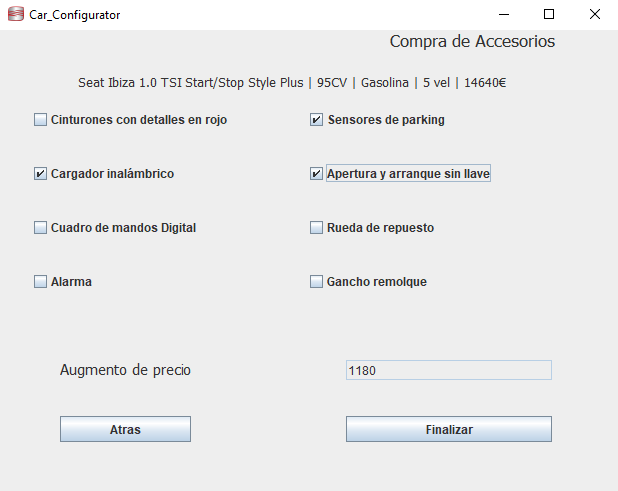 Car_Configurator
Compra de Accesorios
Seat Ibiza 1.0 TSI Start/Stop Style Plus | 95CV | Gasolina | 5 vel | 14640€
Cinturones con detalles en rojo
Sensores de parking
Cargador inalámbrico
Apertura y arranque sin llave
Cuadro de mandos Digital
Rueda de repuesto
Alarma
Gancho remolque
Augmento de precio
1180
Atras
Finalizar